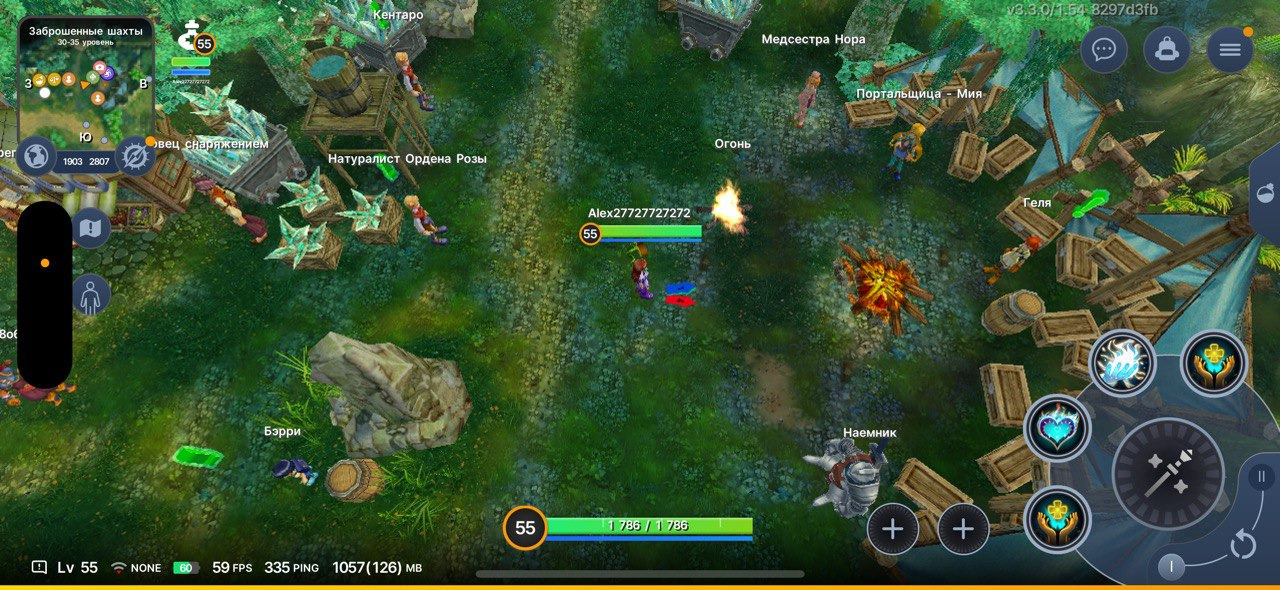 Кентаро
v3.3.0/1.54 8297d3fb
Заброшенные шахты
30-35 уровень
55
Медсестра Нора
З
В
Портальщица - Мия
Ю
Огонь
1903 2807
овец снаряжением
Натуралист Ордена Розы
Геля
Alex27727727272
55
Бэрри
Наемник
55
1 786 / 1 786
Lv 55
NONE
60
59 FPS
335 PING
1057(126) MB
II
I